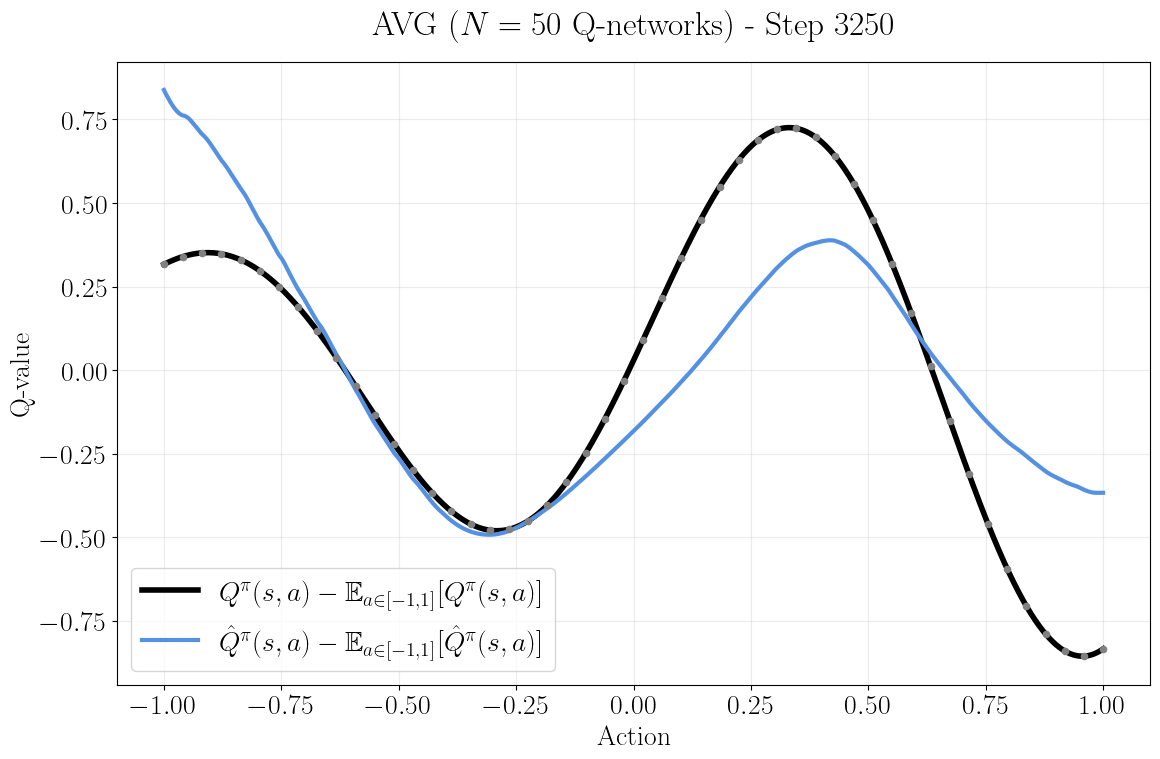 AVG (N = 50 Q-networks) - Step 3250
Q-value
0.75
0.50
0.25
0.00
−0.25
−0.50
−0.75
Q^π(s, a) − 𝔼_{a∈[−1,1]}[Q^π(s, a)]
Q̂^π(s, a) − 𝔼_{a∈[−1,1]}[Q̂^π(s, a)]
−1.00 −0.75 −0.50 −0.25 0.00 0.25 0.50 0.75 1.00
Action